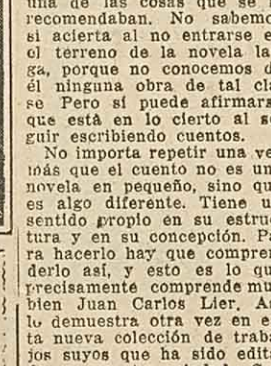 una de las cosas que se
recomendaban. No sabemo
si acierta al no entrarse e
el terreno de la novela la
ga, porque no conocemos d
él ninguna obra de tal cla
se Pero sí puede afirmars
que está en lo cierto al s
guir escribiendo cuentos.
No importa repetir una ve
más que el cuento no es un
novela en pequeño, sino qu
es algo diferente. Tiene u
sentido propio en su estruc
tura y en su concepción. Pa
ra hacerlo hay que compren
derlo así, y esto es lo qu
precisamente comprende mu
bien Juan Carlos Lier. A
lo demuestra otra vez en e
ta nueva colección de traba
jos suyos que ha sido edit